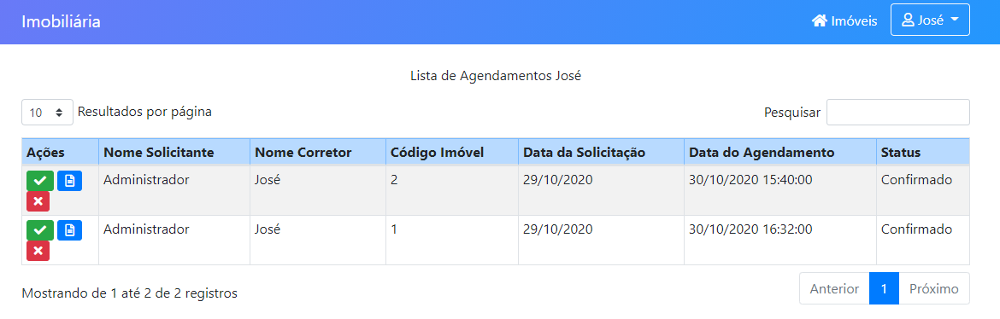 Imobiliária Imóveis José
Lista de Agendamentos José
10 Resultados por página Pesquisar
Ações Nome Solicitante Nome Corretor Código Imóvel Data da Solicitação Data do Agendamento Status
Administrador José 2 29/10/2020 30/10/2020 15:40:00 Confirmado
Administrador José 1 29/10/2020 30/10/2020 16:32:00 Confirmado
Mostrando de 1 até 2 de 2 registros Anterior 1 Próximo